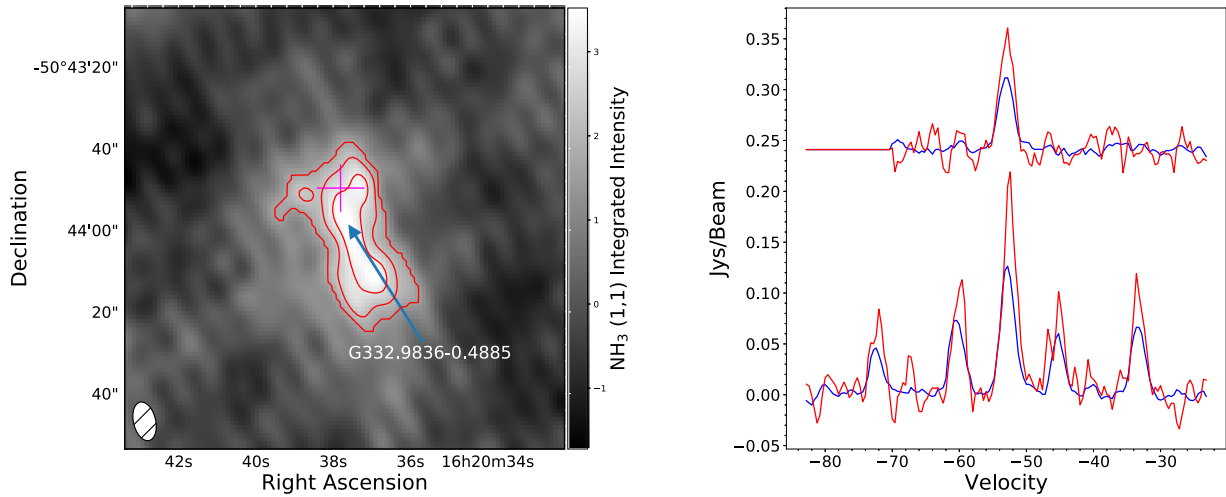 -50°43'20"
40"
44'00"
20"
40"
Declination
42s 40s 38s 36s 16h20m34s
Right Ascension
G332.9836-0.4885
3
2
1
0
−1
NH₃ (1,1) Integrated Intensity
0.35
0.30
0.25
0.20
0.15
0.10
0.05
0.00
−0.05
Jys/Beam
−80 −70 −60 −50 −40 −30
Velocity